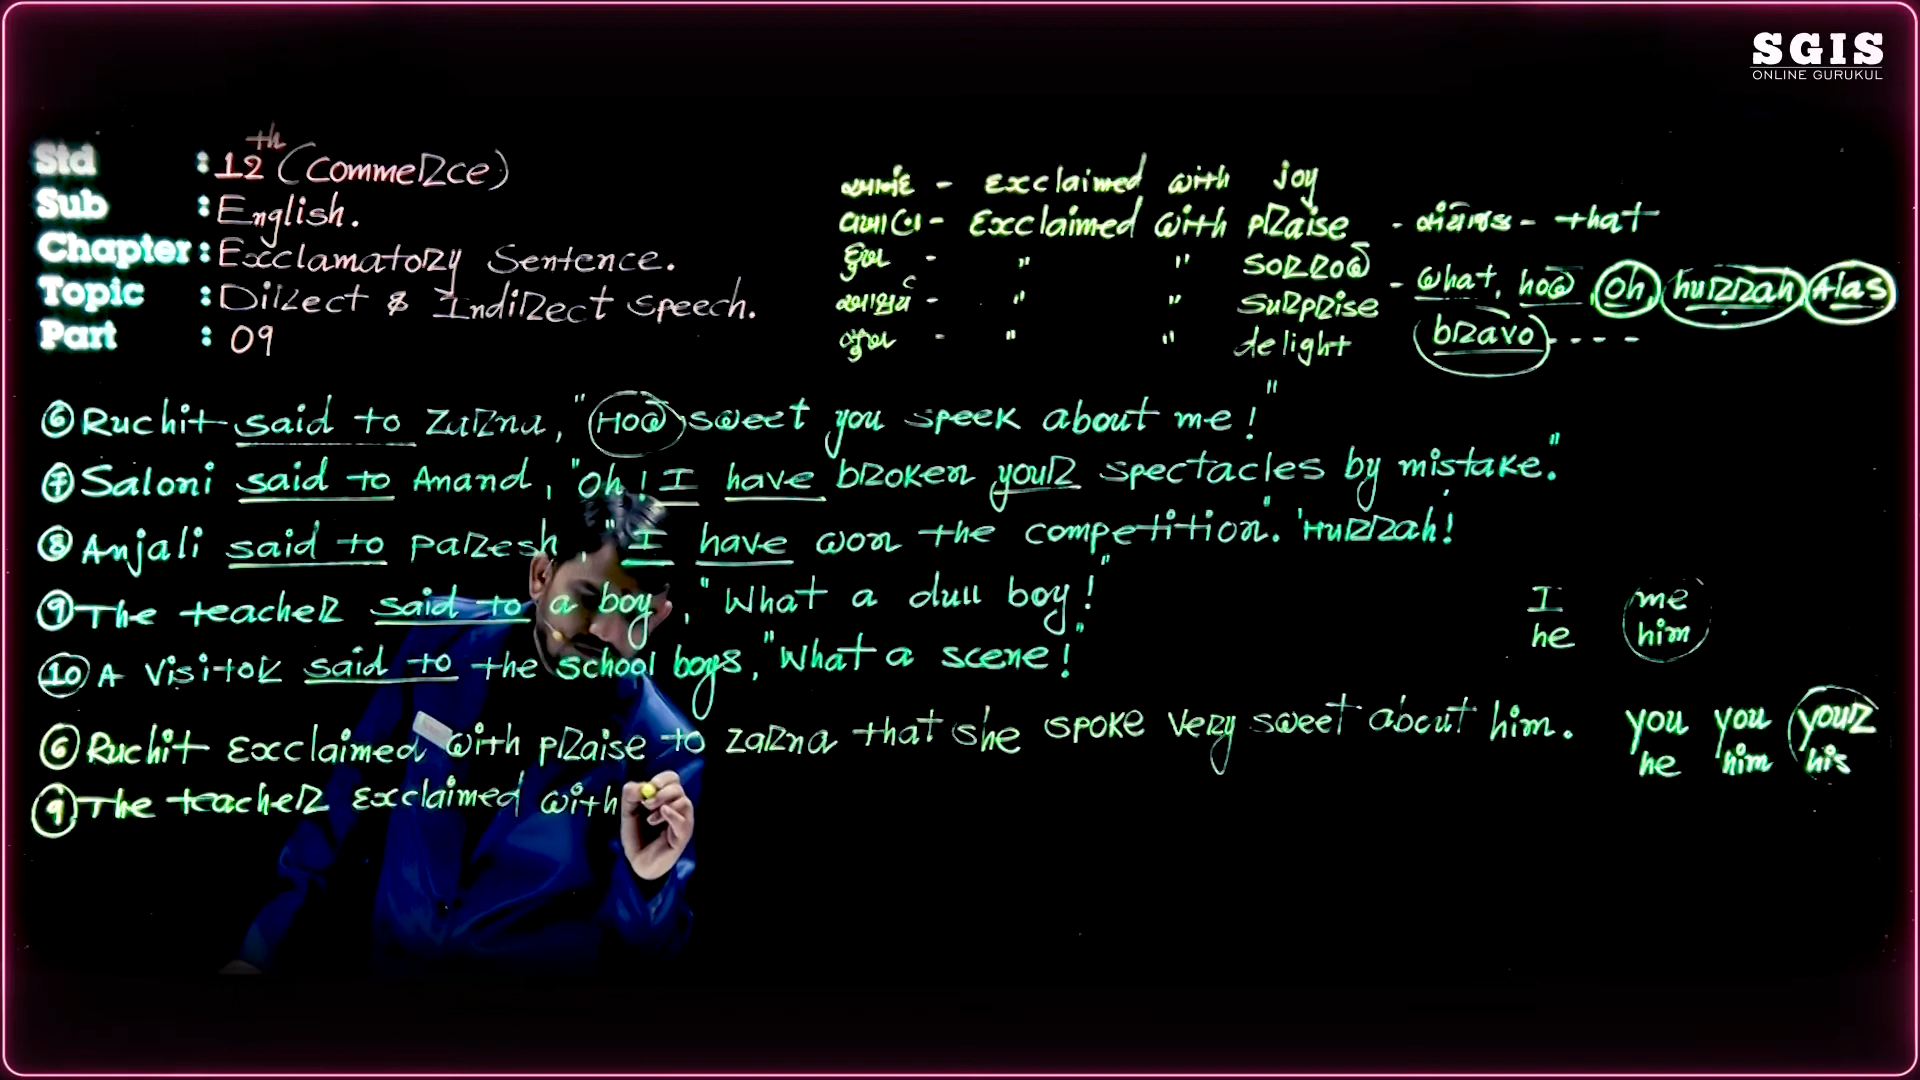 SGIS
ONLINE GURUKUL
Std : 12th (Commerce)
Sub : English.
Chapter : Exclamatory Sentence.
Topic : Direct & Indirect speech.
Part : 09
આનંદ - Exclaimed with joy
વખાણ - Exclaimed with praise - સંયોજક - that
દુઃખ - " " sorrow - what, how, oh, hurrah, Alas
આશ્ચર્ય - " " surprise bravo - - - -
ખુશ - " " delight
⑥ Ruchit said to Zarna, "How sweet you speek about me!"
⑦ Saloni said to Anand, "Oh! I have broken your spectacles by mistake."
⑧ Anjali said to Paresh, "I have won the competition". 'Hurrah!
⑨ The teacher said to a boy, "What a dull boy!"
⑩ A visitor said to the school boys, "What a scene!"
I me
he him
⑥ Ruchit Exclaimed with praise to Zarna that she spoke very sweet about him.
you you your
he him his
⑨ The teacher exclaimed with